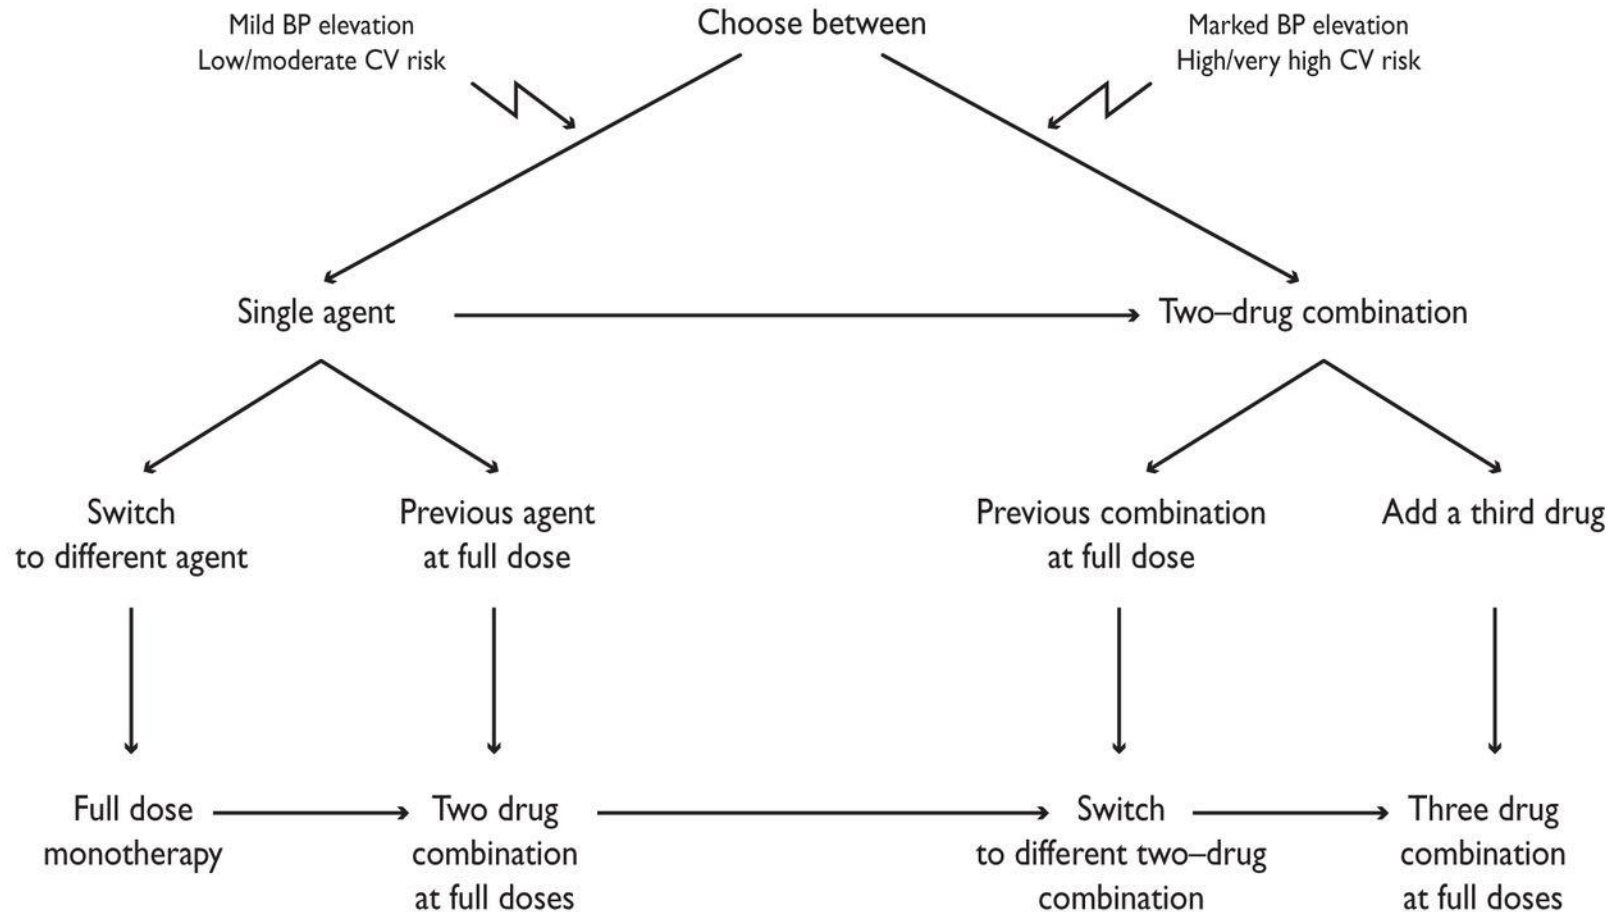 Mild BP elevation
Low/moderate CV risk
Choose between
Marked BP elevation
High/very high CV risk
Single agent
Two–drug combination
Switch
to different agent
Previous agent
at full dose
Previous combination
at full dose
Add a third drug
Full dose
monotherapy
Two drug
combination
at full doses
Switch
to different two–drug
combination
Three drug
combination
at full doses